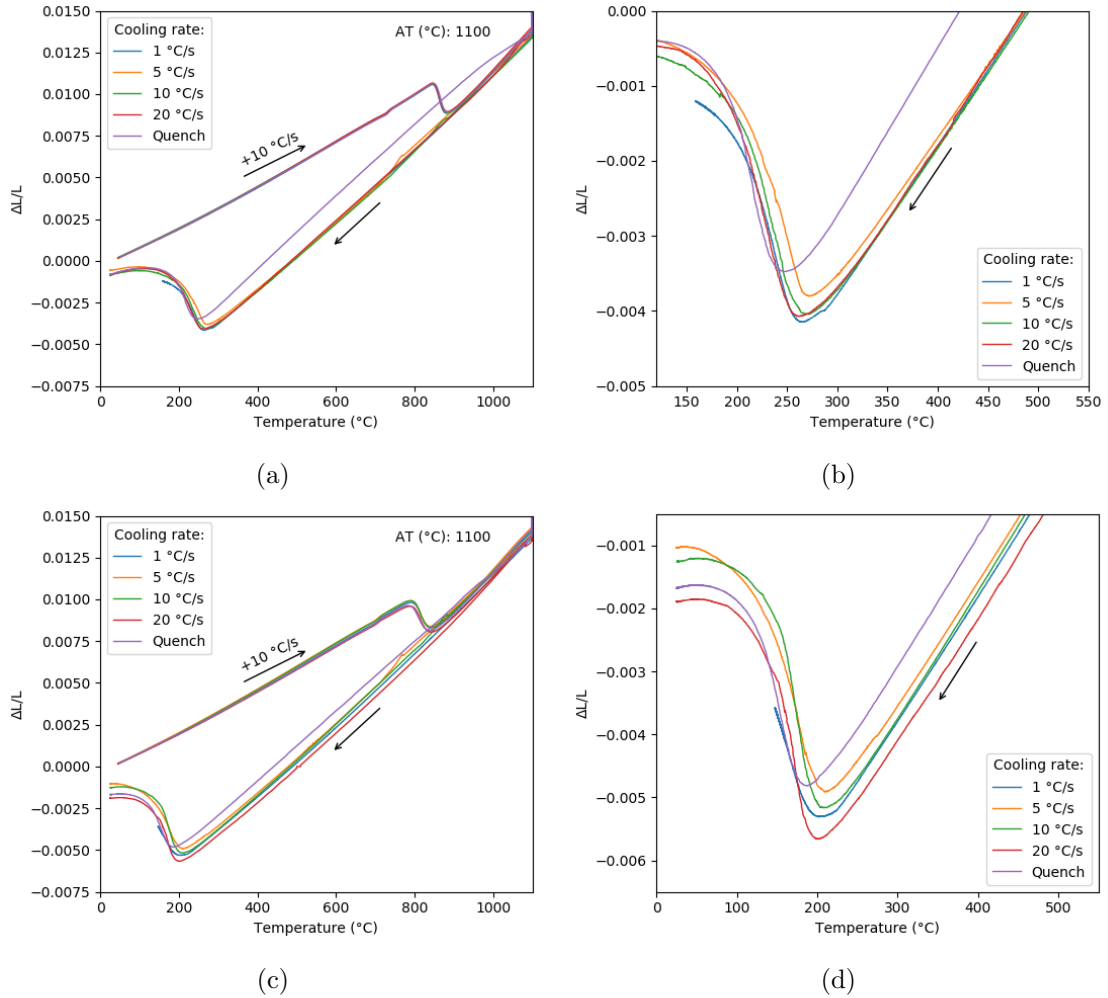 0.0150
0.0125
0.0100
0.0075
0.0050
0.0025
0.0000
−0.0025
−0.0050
−0.0075
ΔL/L
Cooling rate:
1 °C/s
5 °C/s
10 °C/s
20 °C/s
Quench
AT (°C): 1100
+10 °C/s
0 200 400 600 800 1000
Temperature (°C)
(a)
0.000
−0.001
−0.002
−0.003
−0.004
−0.005
ΔL/L
Cooling rate:
1 °C/s
5 °C/s
10 °C/s
20 °C/s
Quench
150 200 250 300 350 400 450 500 550
Temperature (°C)
(b)
0.0150
0.0125
0.0100
0.0075
0.0050
0.0025
0.0000
−0.0025
−0.0050
−0.0075
ΔL/L
Cooling rate:
1 °C/s
5 °C/s
10 °C/s
20 °C/s
Quench
AT (°C): 1100
+10 °C/s
0 200 400 600 800 1000
Temperature (°C)
(c)
−0.001
−0.002
−0.003
−0.004
−0.005
−0.006
ΔL/L
Cooling rate:
1 °C/s
5 °C/s
10 °C/s
20 °C/s
Quench
0 100 200 300 400 500
Temperature (°C)
(d)